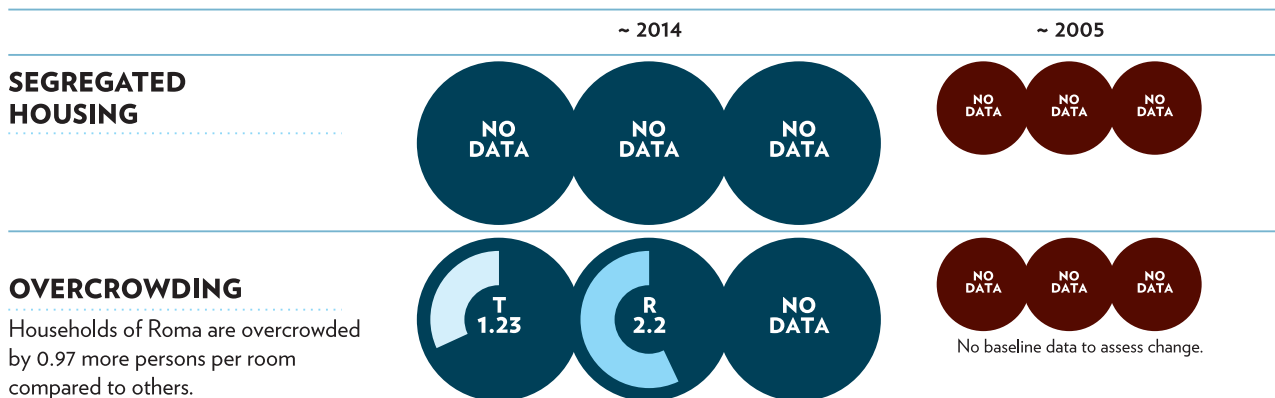 ~ 2014
~ 2005
SEGREGATED
HOUSING
NO
DATA
NO
DATA
NO
DATA
NO
DATA
NO
DATA
NO
DATA
OVERCROWDING
Households of Roma are overcrowded
by 0.97 more persons per room
compared to others.
T
1.23
R
2.2
NO
DATA
NO
DATA
NO
DATA
NO
DATA
No baseline data to assess change.